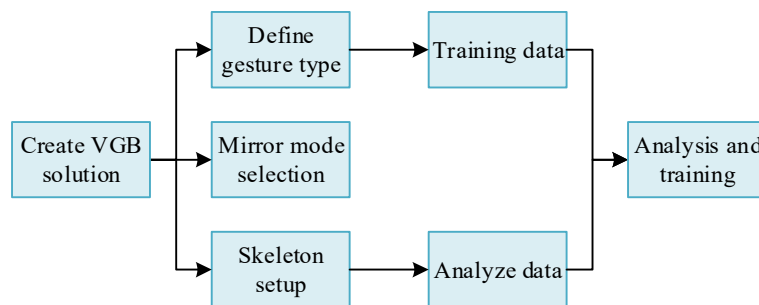 Define
gesture type
Training data
Create VGB
solution
Mirror mode
selection
Analysis and
training
Skeleton
setup
Analyze data